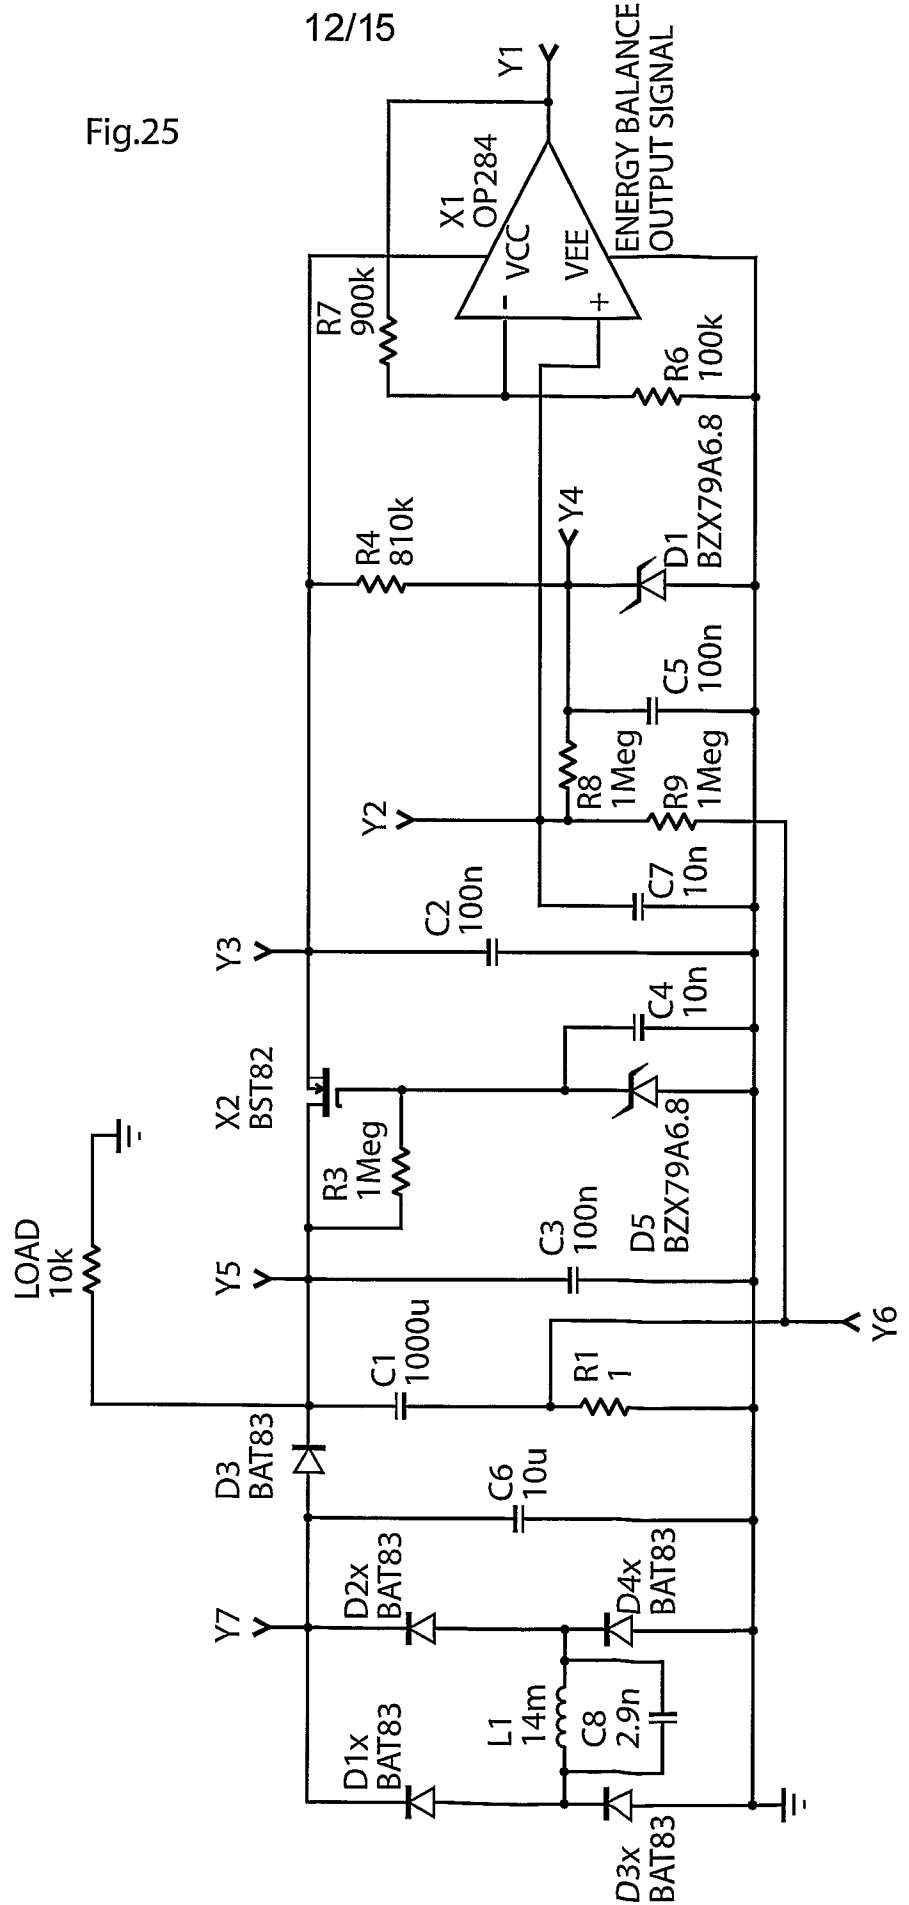 12/15
Fig.25
Y1
ENERGY BALANCE
OUTPUT SIGNAL
X1
OP284
VCC
VEE
-
+
R7
900k
R6
100k
R4
810k
Y4
D1
BZX79A6.8
C5
100n
R8
1Meg
R9
1Meg
Y2
C7
10n
C2
100n
Y3
C4
10n
X2
BST82
R3
1Meg
D5
BZX79A6.8
LOAD
10k
Y5
C3
100n
Y6
C1
1000u
R1
1
D3
BAT83
C6
10u
Y7
D2x
BAT83
D4x
BAT83
L1
14m
C8
2.9n
D1x
BAT83
D3x
BAT83